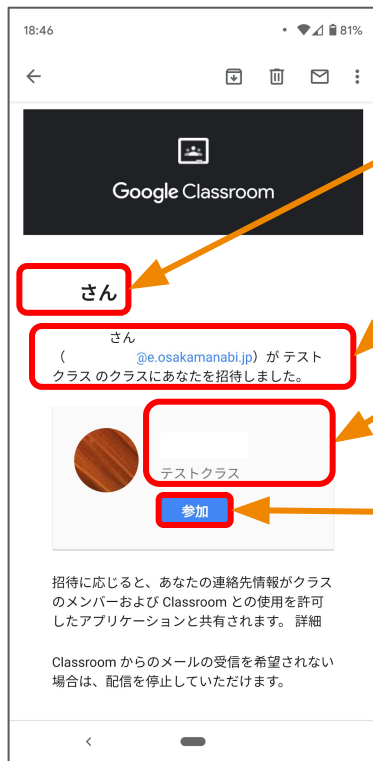 18:46
81%
Google Classroom
さん
さん
( @e.osakamanabi.jp) が テスト
クラス のクラスにあなたを招待しました。
テストクラス
参加
招待に応じると、あなたの連絡先情報がクラス
のメンバーおよび Classroom との使用を許可
したアプリケーションと共有されます。 詳細
Classroom からのメールの受信を希望されない
場合は、配信を停止していただけます。